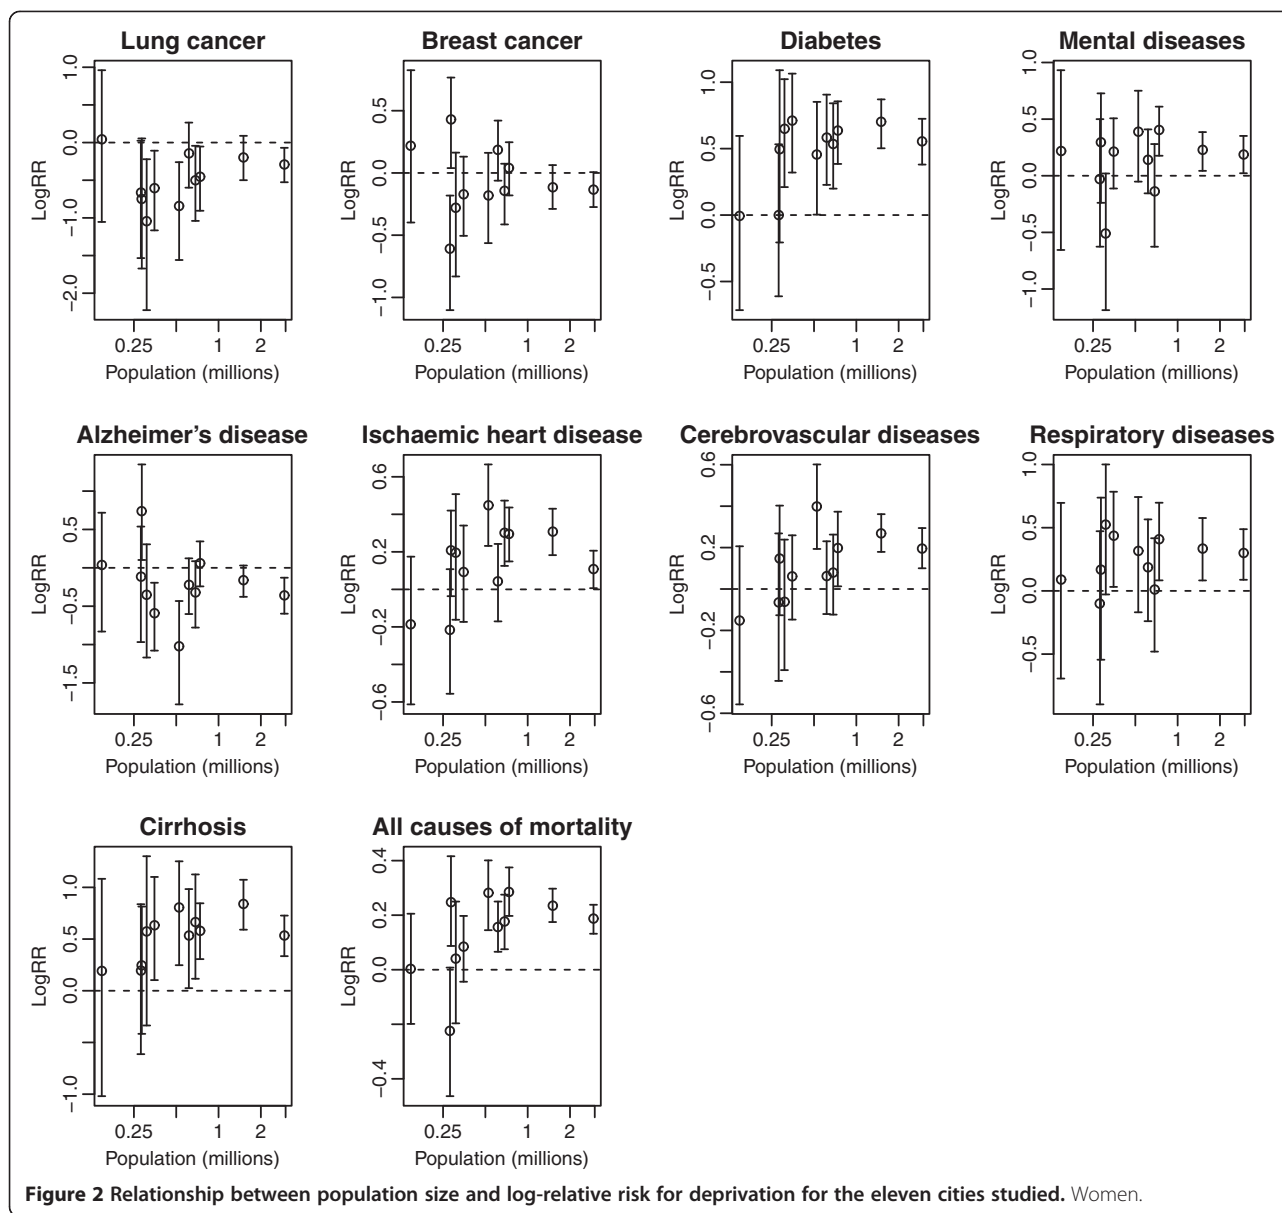 Lung cancer
1.0
0.0
−1.0
−2.0
LogRR
0.25
1
2
Population (millions)
Breast cancer
0.5
0.0
−0.5
−1.0
LogRR
0.25
1
2
Population (millions)
Diabetes
1.0
0.5
0.0
−0.5
LogRR
0.25
1
2
Population (millions)
Mental diseases
1.0
0.5
0.0
−0.5
−1.0
LogRR
0.25
1
2
Population (millions)
Alzheimer's disease
0.5
−0.5
−1.5
LogRR
0.25
1
2
Population (millions)
Ischaemic heart disease
0.6
0.2
−0.2
−0.6
LogRR
0.25
1
2
Population (millions)
Cerebrovascular diseases
0.6
0.2
−0.2
−0.6
LogRR
0.25
1
2
Population (millions)
Respiratory diseases
1.0
0.5
0.0
−0.5
LogRR
0.25
1
2
Population (millions)
Cirrhosis
1.0
0.5
0.0
−1.0
LogRR
0.25
1
2
Population (millions)
All causes of mortality
0.4
0.2
0.0
−0.4
LogRR
0.25
1
2
Population (millions)
Figure 2 Relationship between population size and log-relative risk for deprivation for the eleven cities studied. Women.